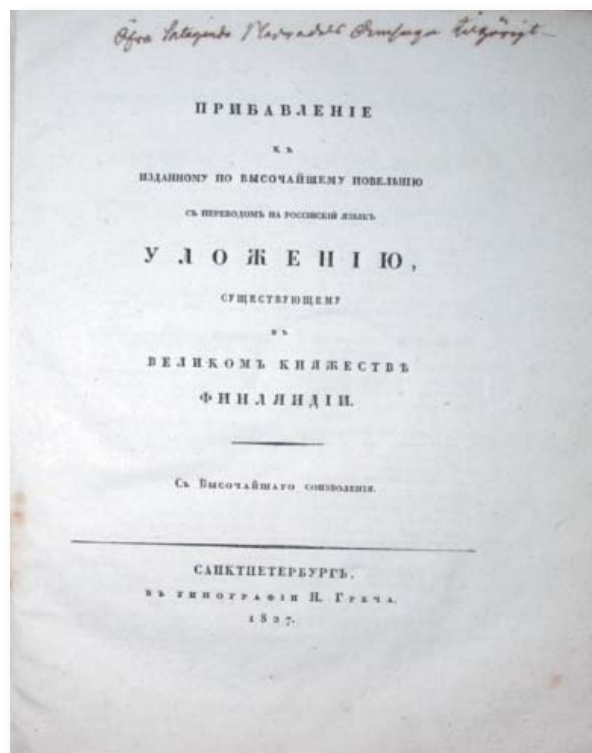 ПРИБАВЛЕНІЕ
КЪ
ИЗДАННОМУ ПО ВЫСОЧАЙШЕМУ ПОВЕЛѢНІЮ
СЪ ПЕРЕВОДОМЪ НА РОССІЙСКІЙ ЯЗЫКЪ
УЛОЖЕНІЮ,
СУЩЕСТВУЮЩЕМУ
ВЪ
ВЕЛИКОМЪ КНЯЖЕСТВѢ
ФИНЛЯНДІИ.
Съ Высочайшаго соизволенія.
САНКТПЕТЕРБУРГЪ,
ВЪ ТИПОГРАФІИ Н. ГРЕЧА.
1827.